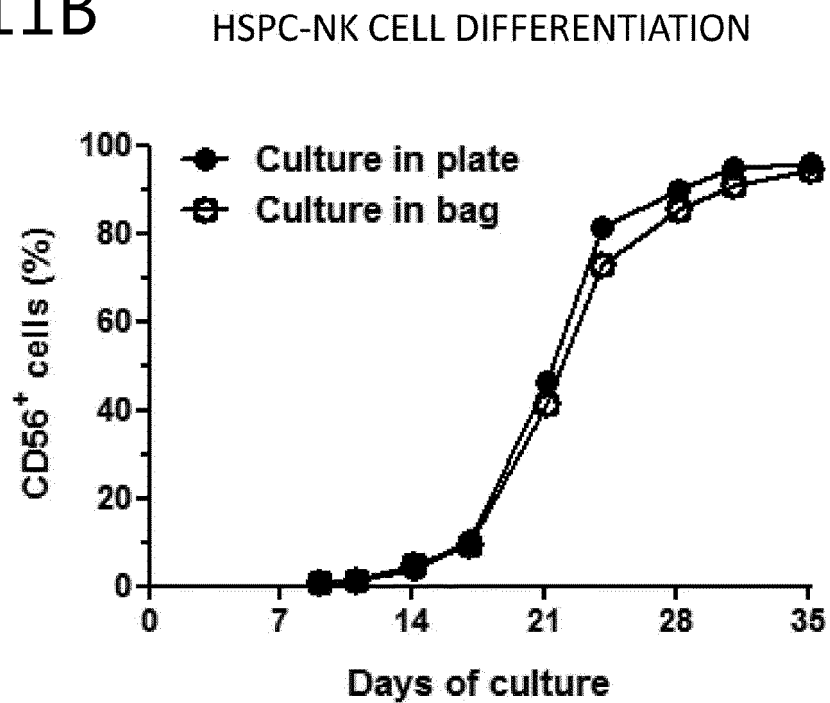 11B
HSPC-NK CELL DIFFERENTIATION
100
80
60
40
20
0
CD56+ cells (%)
Culture in plate
Culture in bag
0 7 14 21 28 35
Days of culture